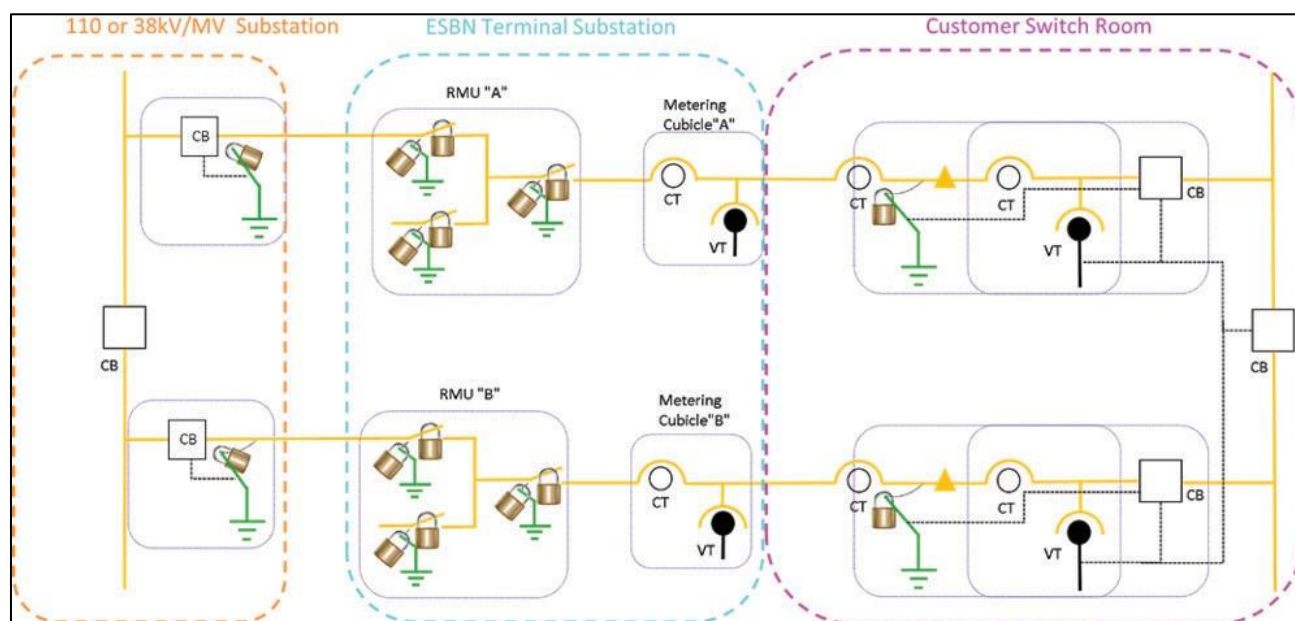 110 or 38kV/MV Substation
ESBN Terminal Substation
Customer Switch Room
RMU "A"
Metering
Cubicle"A"
CB
CT
VT
CT
CT
VT
CB
CB
CB
RMU "B"
Metering
Cubicle"B"
CB
CT
VT
CT
CT
VT
CB